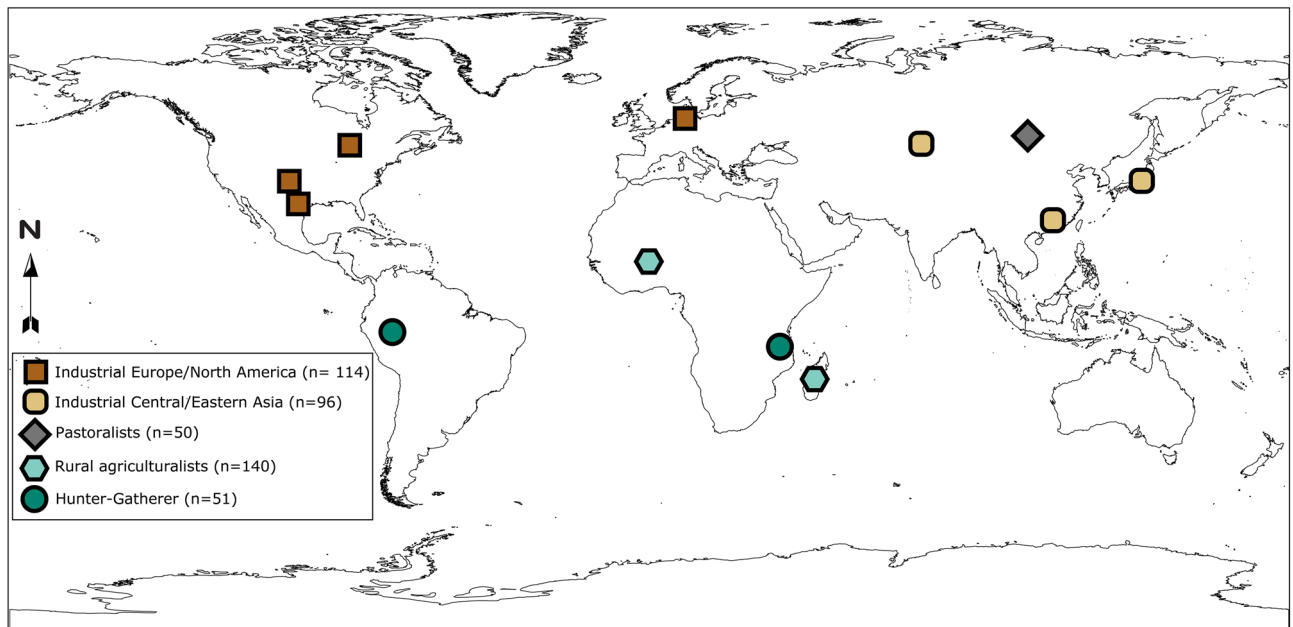 N
Industrial Europe/North America (n= 114)
Industrial Central/Eastern Asia (n=96)
Pastoralists (n=50)
Rural agriculturalists (n=140)
Hunter-Gatherer (n=51)